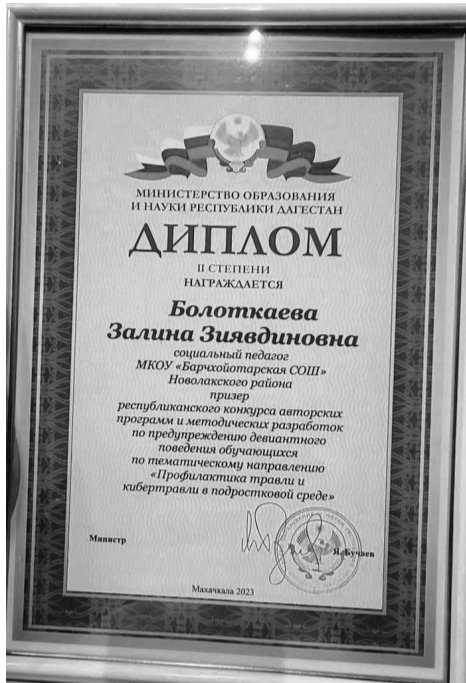 МИНИСТЕРСТВО ОБРАЗОВАНИЯ
И НАУКИ РЕСПУБЛИКИ ДАГЕСТАН
ДИПЛОМ
II СТЕПЕНИ
НАГРАЖДАЕТСЯ
Болоткаева
Залина Зиявдиновна
социальный педагог
МКОУ «Барчхойотарская СОШ»
Новолакского района
призер
республиканского конкурса авторских
программ и методических разработок
по предупреждению девиантного
поведения обучающихся
по тематическому направлению
«Профилактика травли и
кибертравли в подростковой среде»
Министр Я. Бучаев
Махачкала 2023